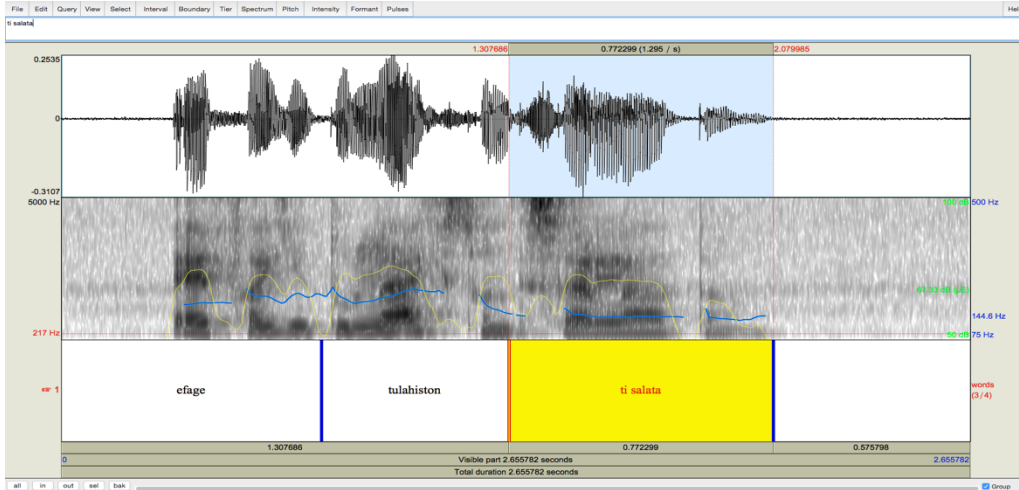 File Edit Query View Select Interval Boundary Tier Spectrum Pitch Intensity Formant Pulses Hel
ti salata
1.307686 0.772299 (1.295 / s) 2.079985
0.2535
0
-0.3107
5000 Hz 100 dB 500 Hz
217 Hz 144.6 Hz
50 dB 75 Hz
1 efage tulahiston ti salata words
(3/4)
1.307686 0.772299 0.575798
0 Visible part 2.655782 seconds 2.655782
Total duration 2.655782 seconds
all in out sel bak Group